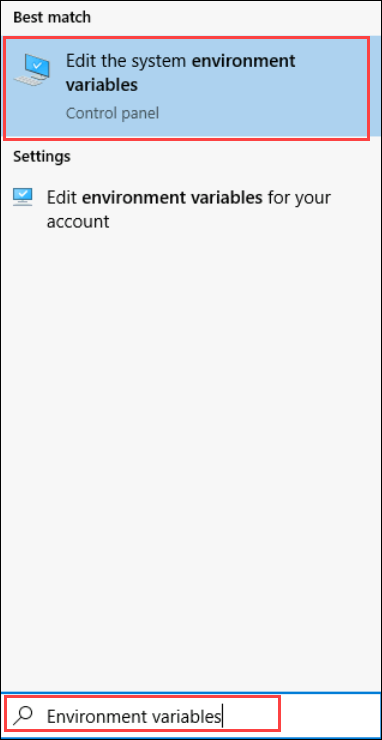 Best match
Edit the system environment
variables
Control panel
Settings
Edit environment variables for your
account
Environment variables